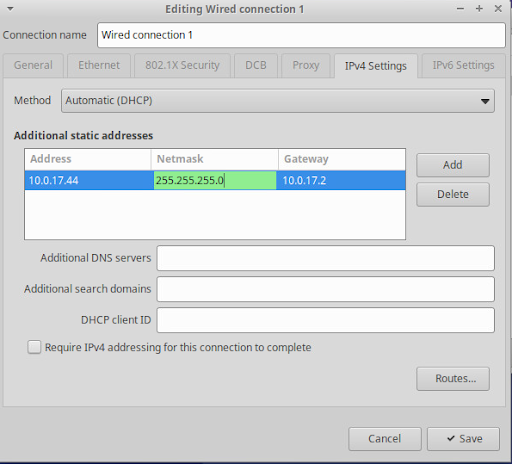 Editing Wired connection 1
Connection name Wired connection 1
General Ethernet 802.1X Security DCB Proxy IPv4 Settings IPv6 Settings
Method Automatic (DHCP)
Additional static addresses
Address Netmask Gateway
10.0.17.44 255.255.255.0 10.0.17.2
Add
Delete
Additional DNS servers
Additional search domains
DHCP client ID
Require IPv4 addressing for this connection to complete
Routes...
Cancel Save